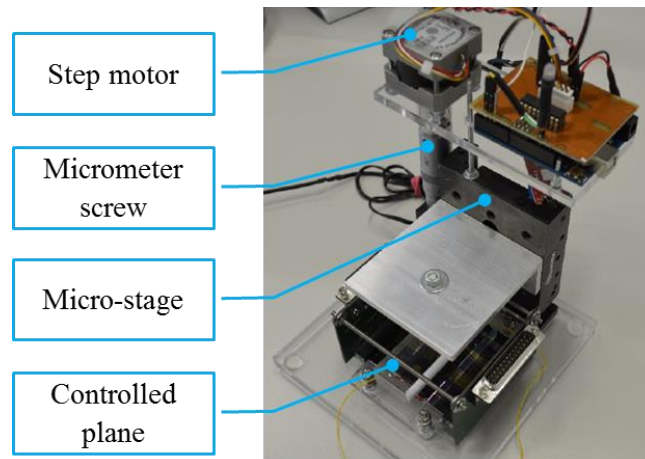 Step motor
Micrometer
screw
Micro-stage
Controlled
plane